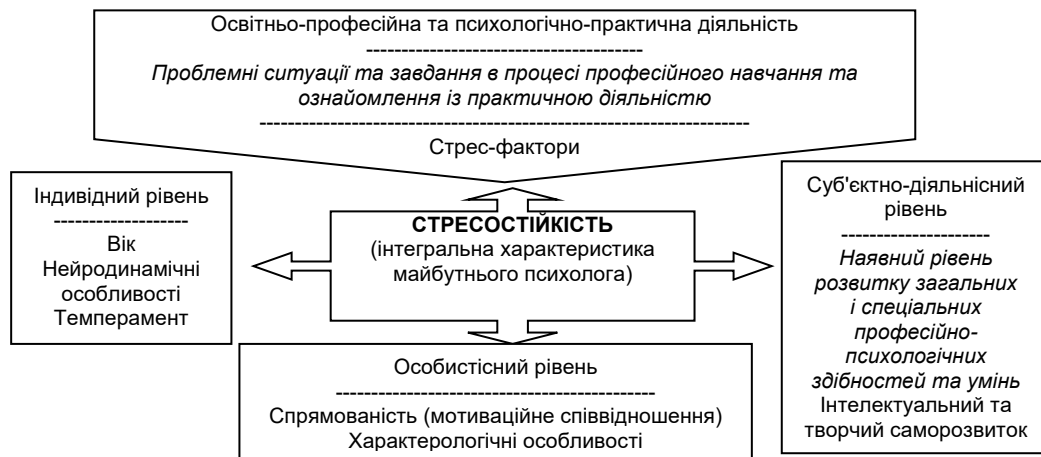 Освітньо-професійна та психологічно-практична діяльність
---------------------------------------
Проблемні ситуації та завдання в процесі професійного навчання та
ознайомлення із практичною діяльністю
---------------------------------------------------------------------
Стрес-фактори
Індивідний рівень
-------------------
Вік
Нейродинамічні
особливості
Темперамент
СТРЕСОСТІЙКІСТЬ
(інтегральна характеристика
майбутнього психолога)
Суб'єктно-діяльнісний
рівень
---------------------
Наявний рівень
розвитку загальних
і спеціальних
професійно-
психологічних
здібностей та умінь
Інтелектуальний та
творчий саморозвиток
Особистісний рівень
-----------------------------------------
Спрямованість (мотиваційне співвідношення)
Характерологічні особливості